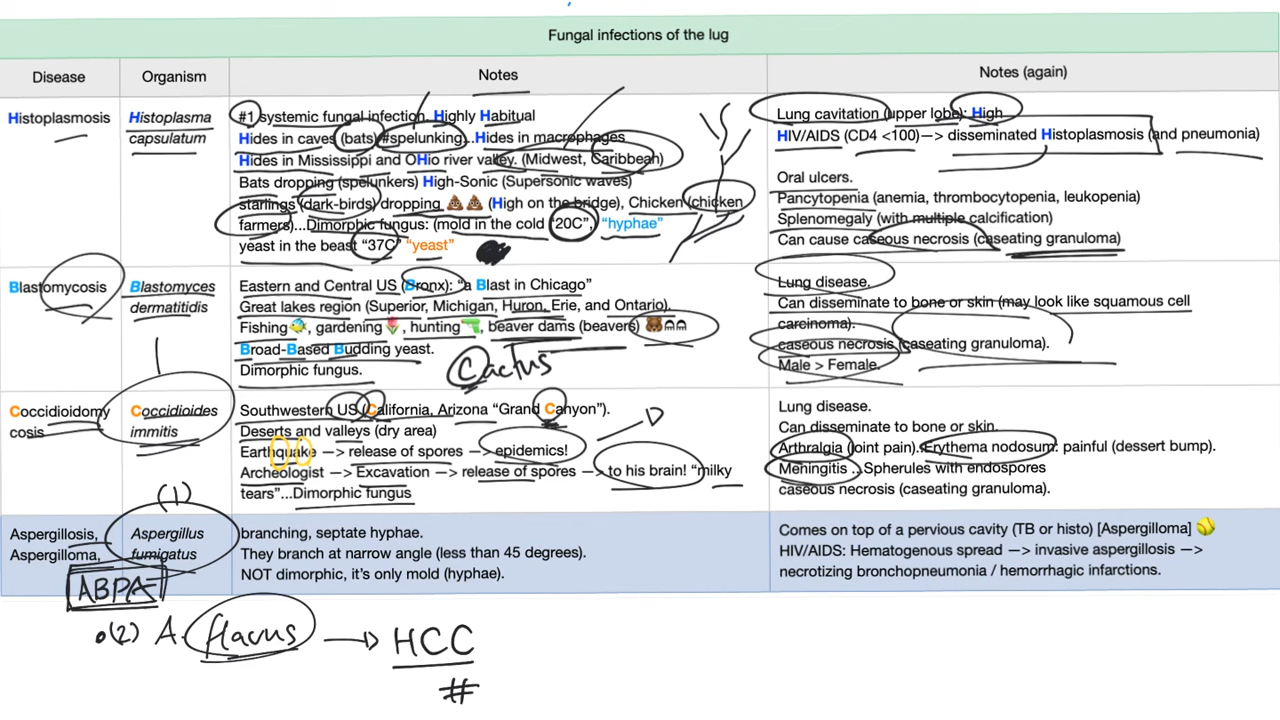 Fungal infections of the lug
Disease
Organism
Notes
Notes (again)
Histoplasmosis
Histoplasma
capsulatum
#1 systemic fungal infection. Highly Habitual
Hides in caves (bats) #spelunking)...Hides in macrophages
Hides in Mississippi and OHio river valley. (Midwest, Caribbean)
Bats dropping (spelunkers) High-Sonic (Supersonic waves)
starlings (dark-birds) dropping 💩💩 (High on the bridge), Chicken (chicken
farmers)...Dimorphic fungus: (mold in the cold "20C", "hyphae"
yeast in the beast "37C" "yeast"
Lung cavitation (upper lobe): High
HIV/AIDS (CD4 <100)—> disseminated Histoplasmosis (and pneumonia)
Oral ulcers.
Pancytopenia (anemia, thrombocytopenia, leukopenia)
Splenomegaly (with multiple calcification)
Can cause caseous necrosis (caseating granuloma)
Blastomycosis
Blastomyces
dermatitidis
Eastern and Central US (Bronx): "a Blast in Chicago"
Great lakes region (Superior, Michigan, Huron, Erie, and Ontario).
Fishing🐠, gardening🌷, hunting🔫, beaver dams (beavers) 🐻
Broad-Based Budding yeast.
Dimorphic fungus.
Cactus
Lung disease.
Can disseminate to bone or skin (may look like squamous cell
carcinoma).
caseous necrosis (caseating granuloma).
Male > Female.
Coccidioidomy
cosis
Coccidioides
immitis
Southwestern US (California, Arizona "Grand Canyon").
Deserts and valleys (dry area)
Earthquake —> release of spores —> epidemics!
Archeologist —> Excavation —> release of spores —> to his brain! "milky
tears"...Dimorphic fungus
Lung disease.
Can disseminate to bone or skin.
Arthralgia (joint pain)..Erythema nodosum: painful (dessert bump).
Meningitis ..Spherules with endospores
caseous necrosis (caseating granuloma).
(1)
Aspergillosis,
Aspergilloma,
ABPA
Aspergillus
fumigatus
branching, septate hyphae.
They branch at narrow angle (less than 45 degrees).
NOT dimorphic, it's only mold (hyphae).
Comes on top of a pervious cavity (TB or histo) [Aspergilloma] 🎾
HIV/AIDS: Hematogenous spread —> invasive aspergillosis —>
necrotizing bronchopneumonia / hemorrhagic infarctions.
(2) A. flavus → HCC
#